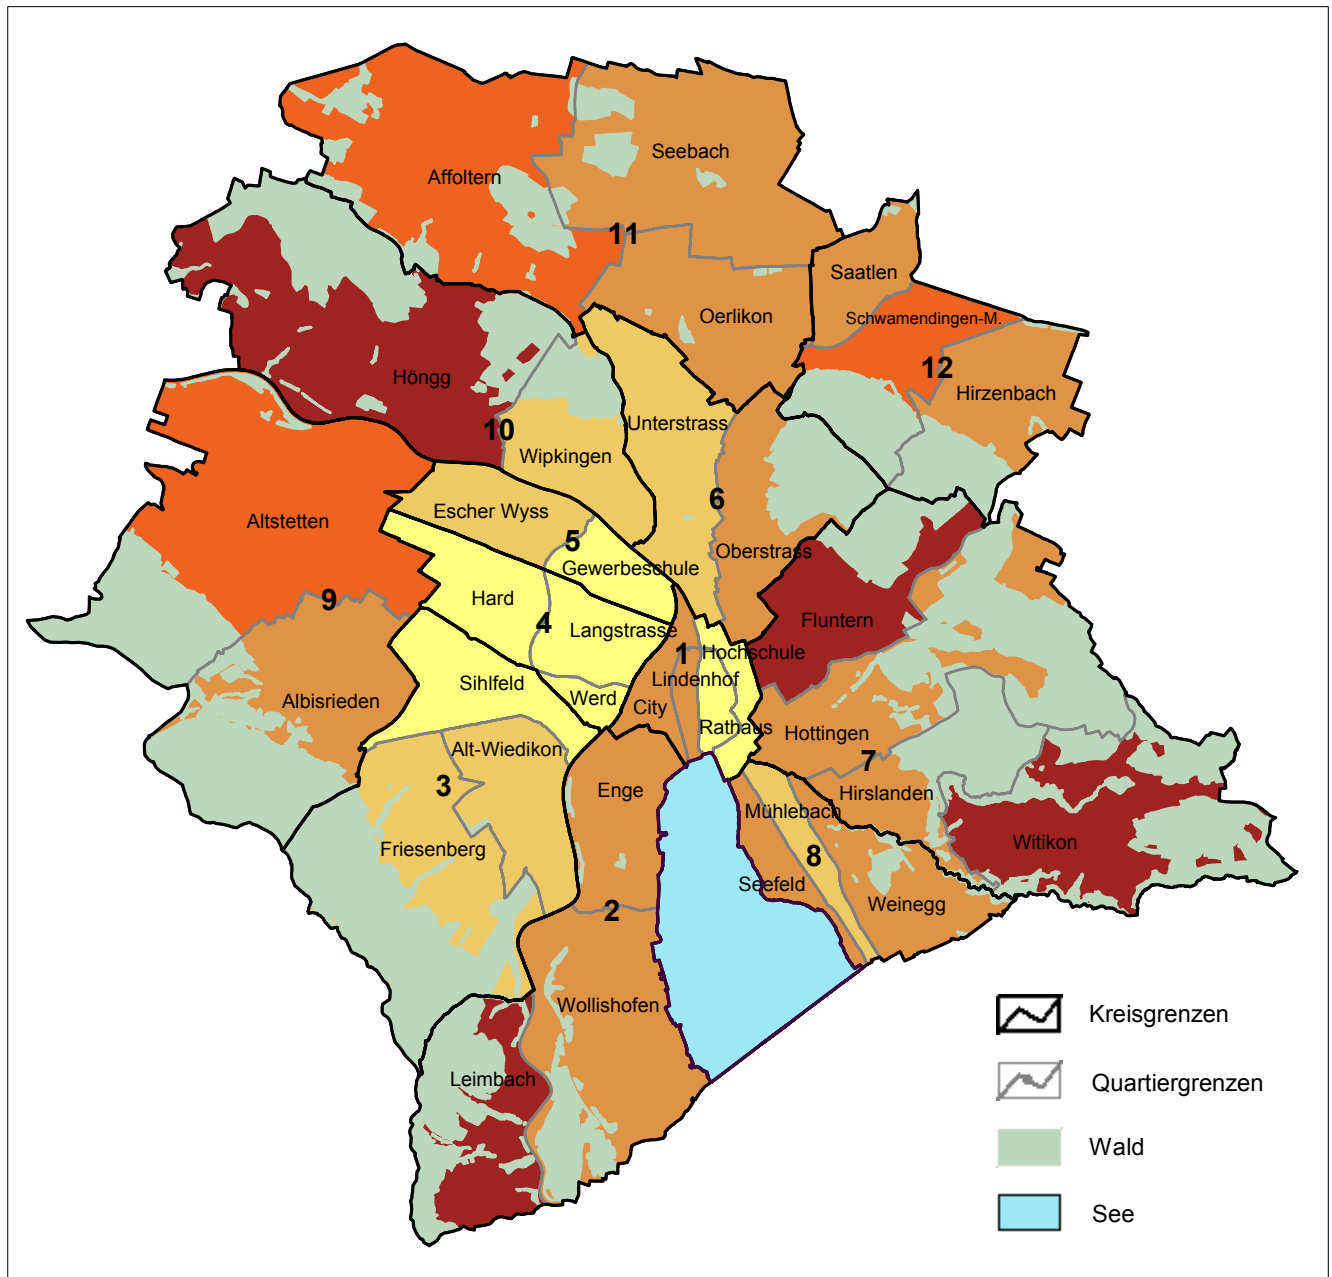 Seebach
Affoltern
11
Saatlen
Oerlikon
Schwamendingen-M.
12
Höngg
Hirzenbach
10
Unterstrass
Wipkingen
6
Escher Wyss
Altstetten
5
Oberstrass
Gewerbeschule
9
Hard
4
Langstrasse
Fluntern
1
Hochschule
Sihlfeld
Lindenhof
Albisrieden
Werd
City
Rathaus
Hottingen
Alt-Wiedikon
7
3
Enge
Hirslanden
Mühlebach
Friesenberg
8
Witikon
Seefeld
Weinegg
2
Wollishofen
Leimbach
Kreisgrenzen
Quartiergrenzen
Wald
See